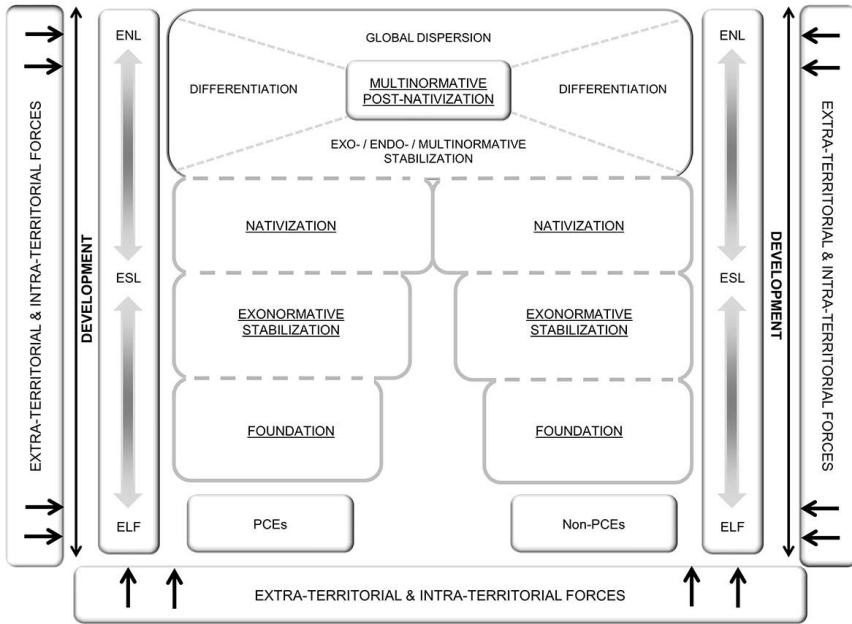 ENL
GLOBAL DISPERSION
ENL
DIFFERENTIATION
MULTINORMATIVE
POST-NATIVIZATION
DIFFERENTIATION
EXO- / ENDO- / MULTINORMATIVE
STABILIZATION
NATIVIZATION
NATIVIZATION
EXTRA-TERRITORIAL & INTRA-TERRITORIAL FORCES
DEVELOPMENT
ESL
EXONORMATIVE
STABILIZATION
EXONORMATIVE
STABILIZATION
ESL
DEVELOPMENT
EXTRA-TERRITORIAL & INTRA-TERRITORIAL FORCES
FOUNDATION
FOUNDATION
ELF
PCEs
Non-PCEs
ELF
EXTRA-TERRITORIAL & INTRA-TERRITORIAL FORCES